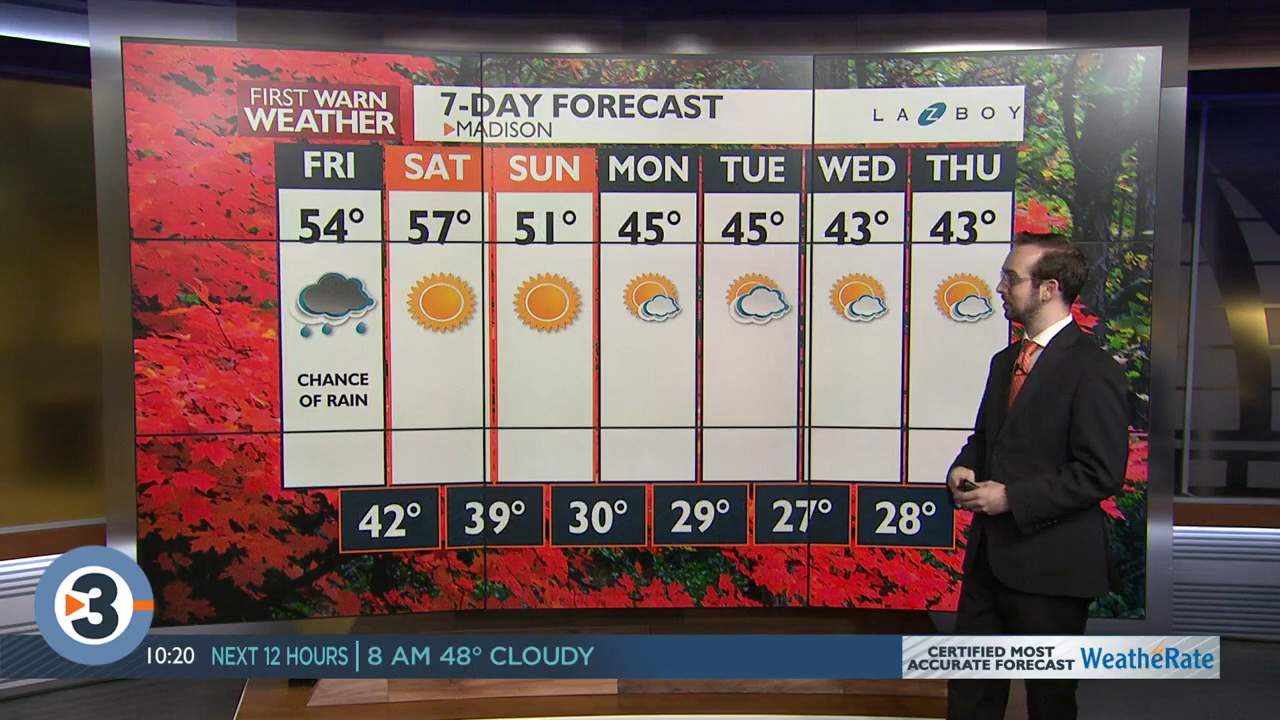 FIRST WARN
WEATHER
7-DAY FORECAST
MADISON
LA Z BOY
FRI SAT SUN MON TUE WED THU
54° 57° 51° 45° 45° 43° 43°
CHANCE
OF RAIN
42° 39° 30° 29° 27° 28°
3
10:20 NEXT 12 HOURS 8 AM 48° CLOUDY
CERTIFIED MOST
ACCURATE FORECAST
WeatheRate